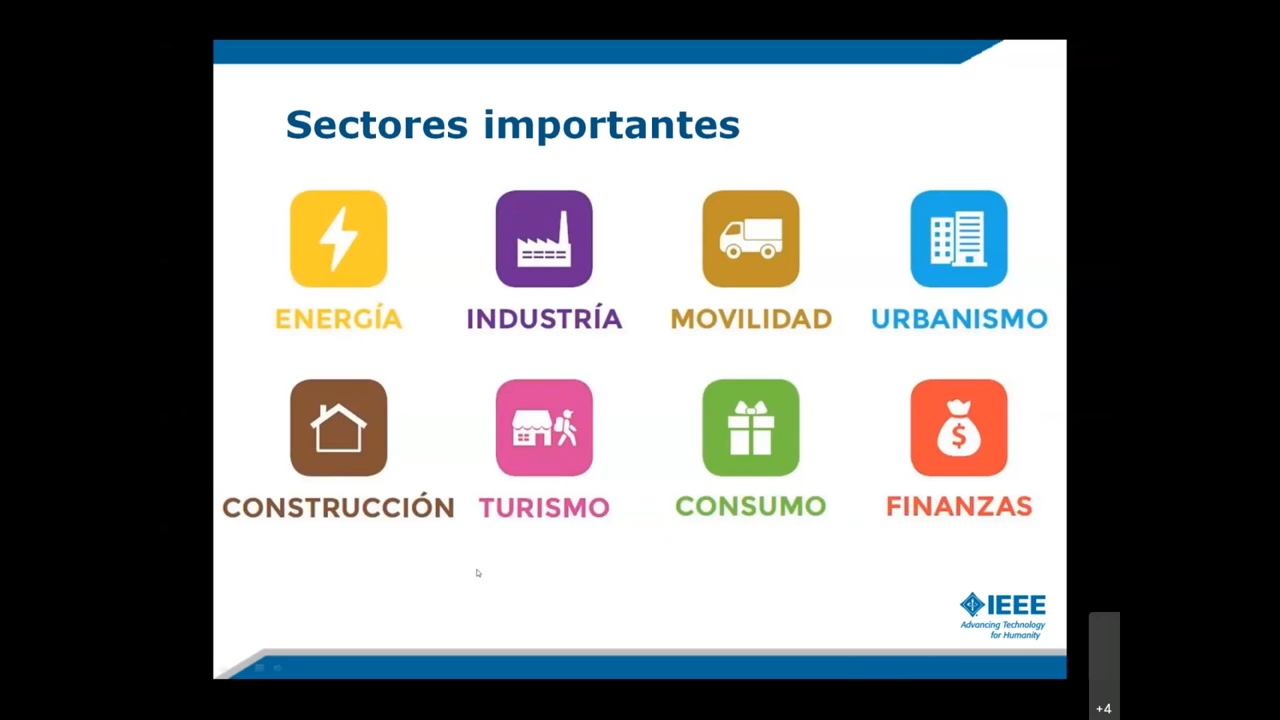 Sectores importantes
ENERGÍA
INDUSTRÍA
MOVILIDAD
URBANISMO
$
CONSTRUCCIÓN
TURISMO
CONSUMO
FINANZAS
IEEE
Advancing Technology
for Humanity
+4